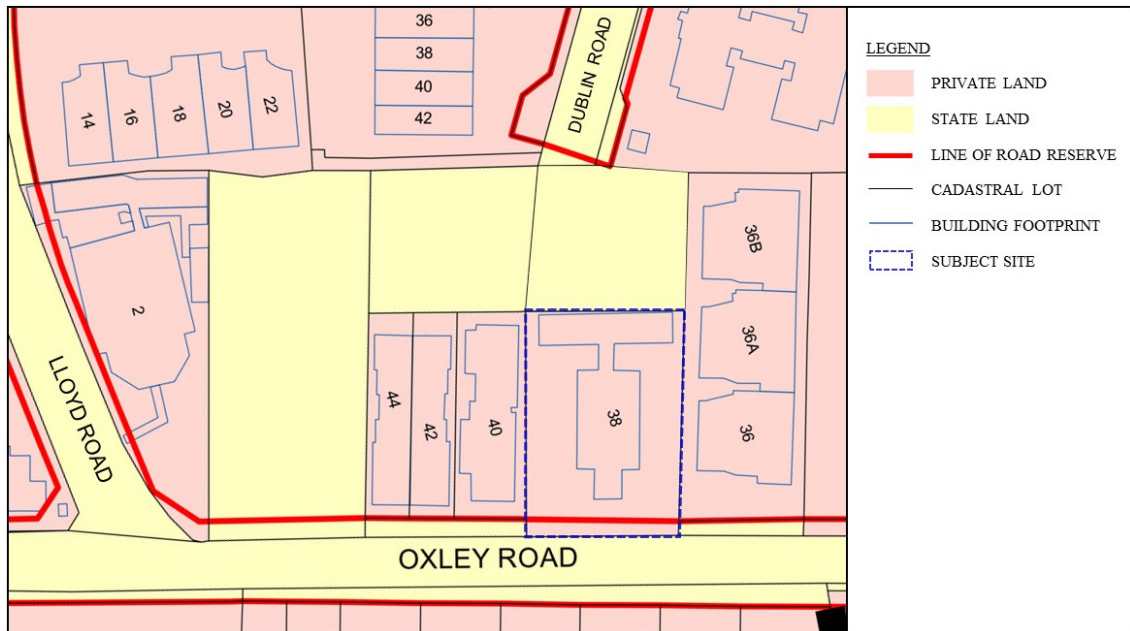 36
38
40
42
DUBLIN ROAD
14
16
18
20
22
36B
36A
36
2
44
42
40
38
LLOYD ROAD
OXLEY ROAD
LEGEND
PRIVATE LAND
STATE LAND
LINE OF ROAD RESERVE
CADASTRAL LOT
BUILDING FOOTPRINT
SUBJECT SITE